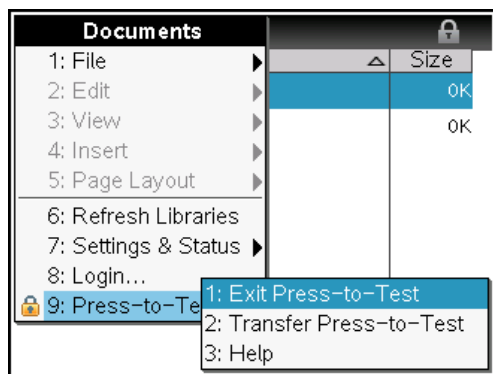 Documents
1: File
Size
2: Edit
0K
3: View
0K
4: Insert
5: Page Layout
6: Refresh Libraries
7: Settings & Status
8: Login...
9: Press-to-Te
1: Exit Press-to-Test
2: Transfer Press-to-Test
3: Help